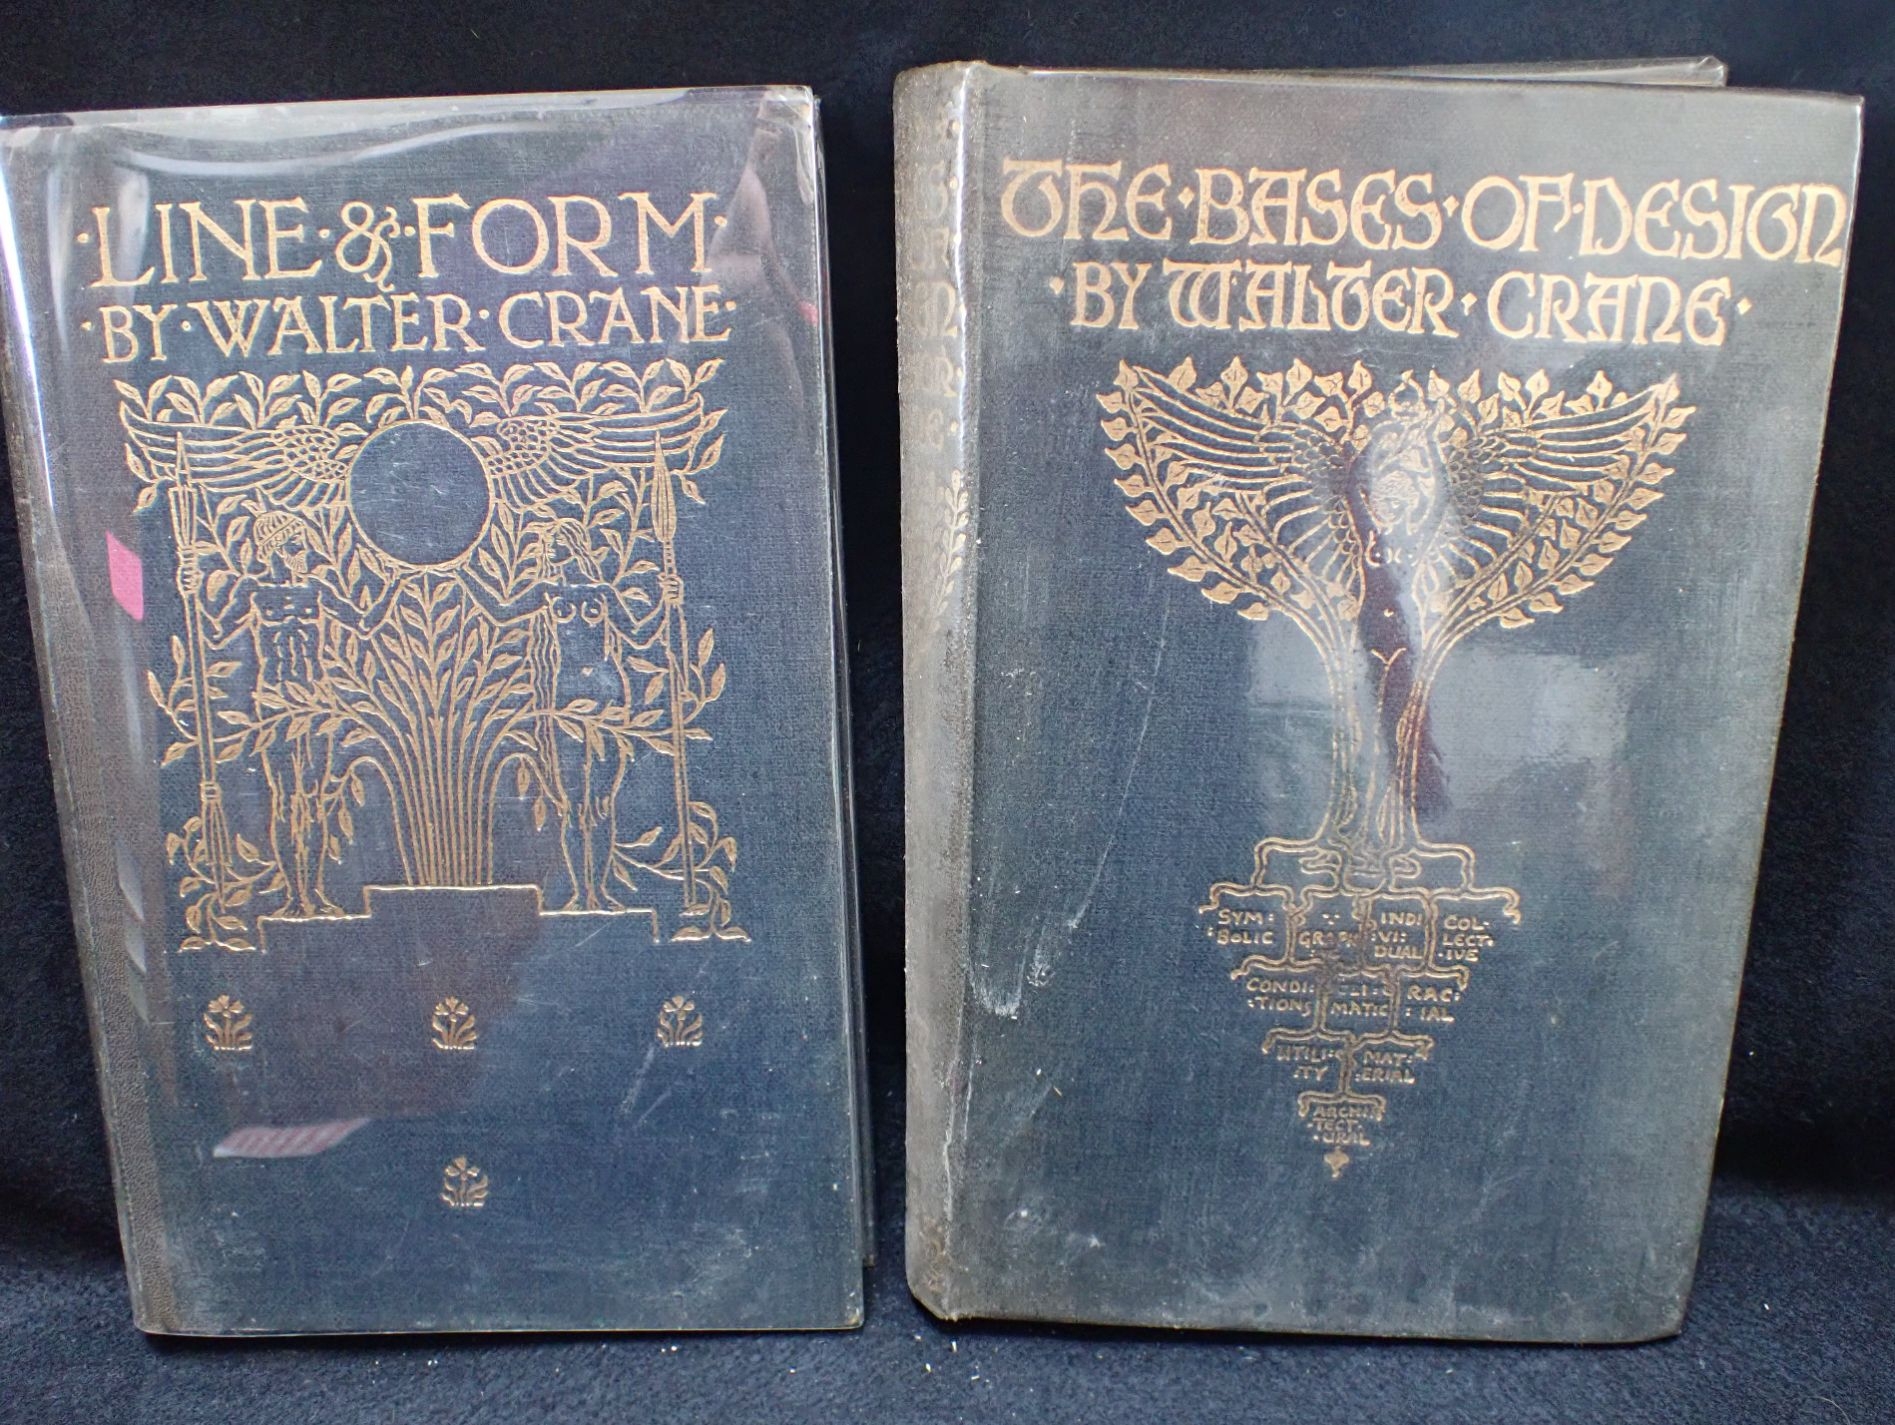 ·LINE·&·FORM·
·BY·WALTER·CRANE·
THE·BASES·OF·DESIGN
·BY WALTER·CRANE·
SYM:
·BOLIC
INDI
:VI:
DUAL
COL-
LECT·
·IVE
CONDI:
:TIONS
MATIC
RAC:
:IAL
UTILI:
:TY
MAT:
:ERIAL
ARCHI
·TECT·
·URAL